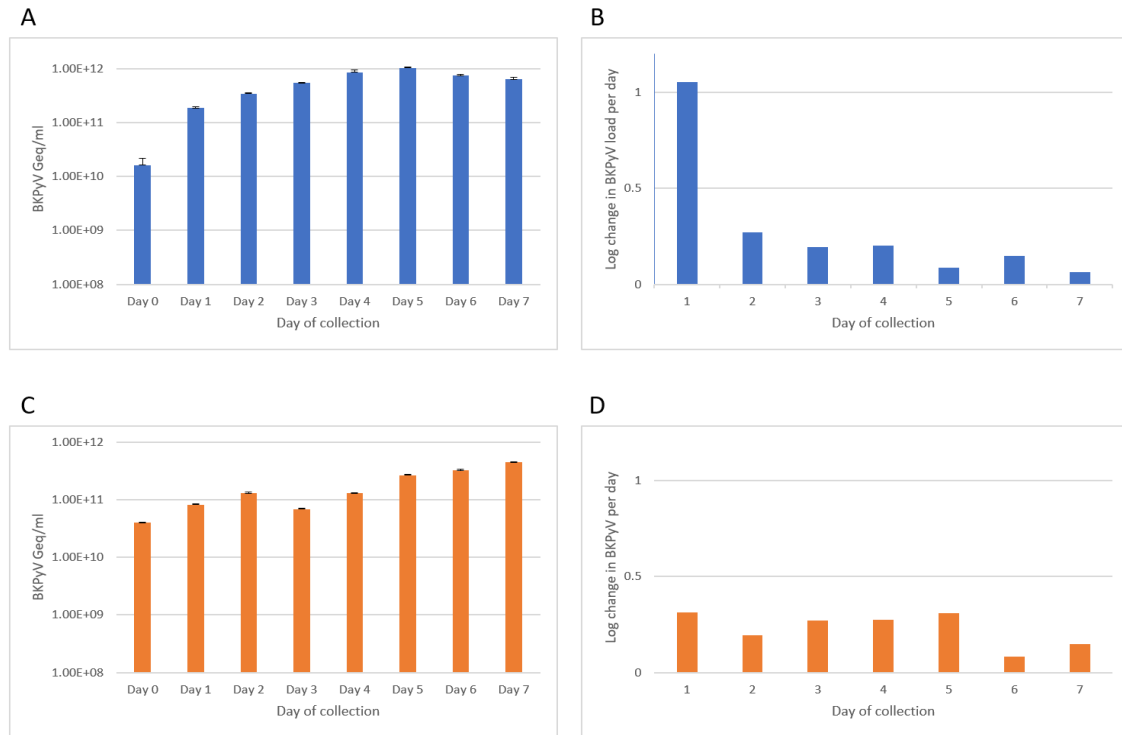 A
BKPyV Geq/ml
1.00E+12
1.00E+11
1.00E+10
1.00E+09
1.00E+08
Day 0 Day 1 Day 2 Day 3 Day 4 Day 5 Day 6 Day 7
Day of collection
B
Log change in BKPyV load per day
1
0.5
0
1 2 3 4 5 6 7
Day of collection
C
BKPyV Geq/ml
1.00E+12
1.00E+11
1.00E+10
1.00E+09
1.00E+08
Day 0 Day 1 Day 2 Day 3 Day 4 Day 5 Day 6 Day 7
Day of collection
D
Log change in BKPyV per day
1
0.5
0
1 2 3 4 5 6 7
Day of collection